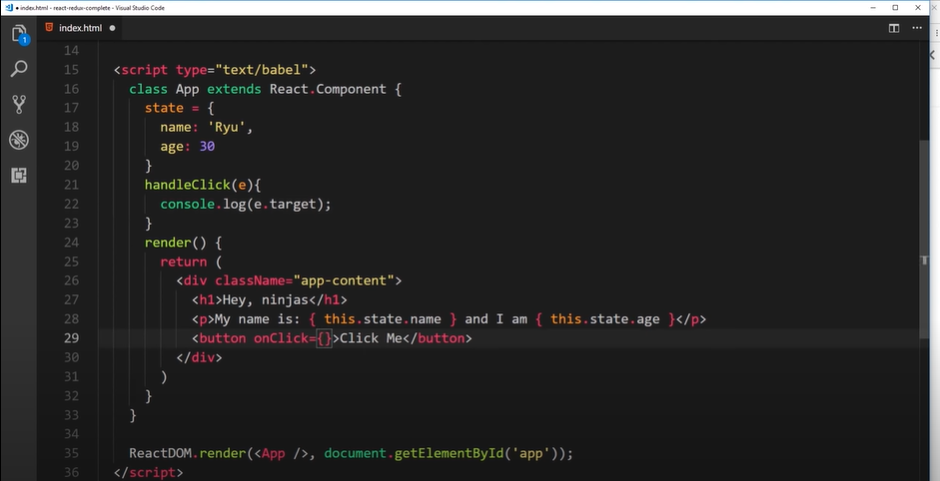 ● index.html - react-redux-complete - Visual Studio Code
index.html ●
1
14
15 <script type="text/babel">
16 class App extends React.Component {
17 state = {
18 name: 'Ryu',
19 age: 30
20 }
21 handleClick(e){
22 console.log(e.target);
23 }
24 render() {
25 return (
26 <div className="app-content">
27 <h1>Hey, ninjas</h1>
28 <p>My name is: { this.state.name } and I am { this.state.age }</p>
29 <button onClick={}>Click Me</button>
30 </div>
31 )
32 }
33 }
34
35 ReactDOM.render(<App />, document.getElementById('app'));
36 </script>